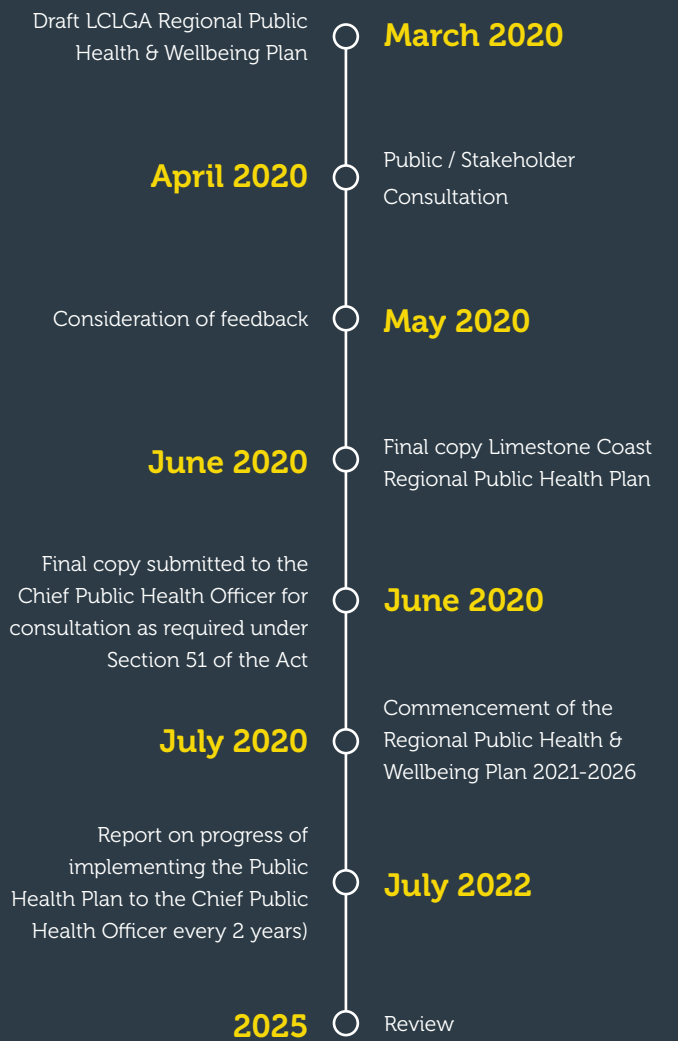 Draft LCLGA Regional Public
Health & Wellbeing Plan
March 2020
April 2020
Public / Stakeholder
Consultation
Consideration of feedback
May 2020
June 2020
Final copy Limestone Coast
Regional Public Health Plan
Final copy submitted to the
Chief Public Health Officer for
consultation as required under
Section 51 of the Act
June 2020
July 2020
Commencement of the
Regional Public Health &
Wellbeing Plan 2021-2026
Report on progress of
implementing the Public
Health Plan to the Chief Public
Health Officer every 2 years)
July 2022
2025
Review